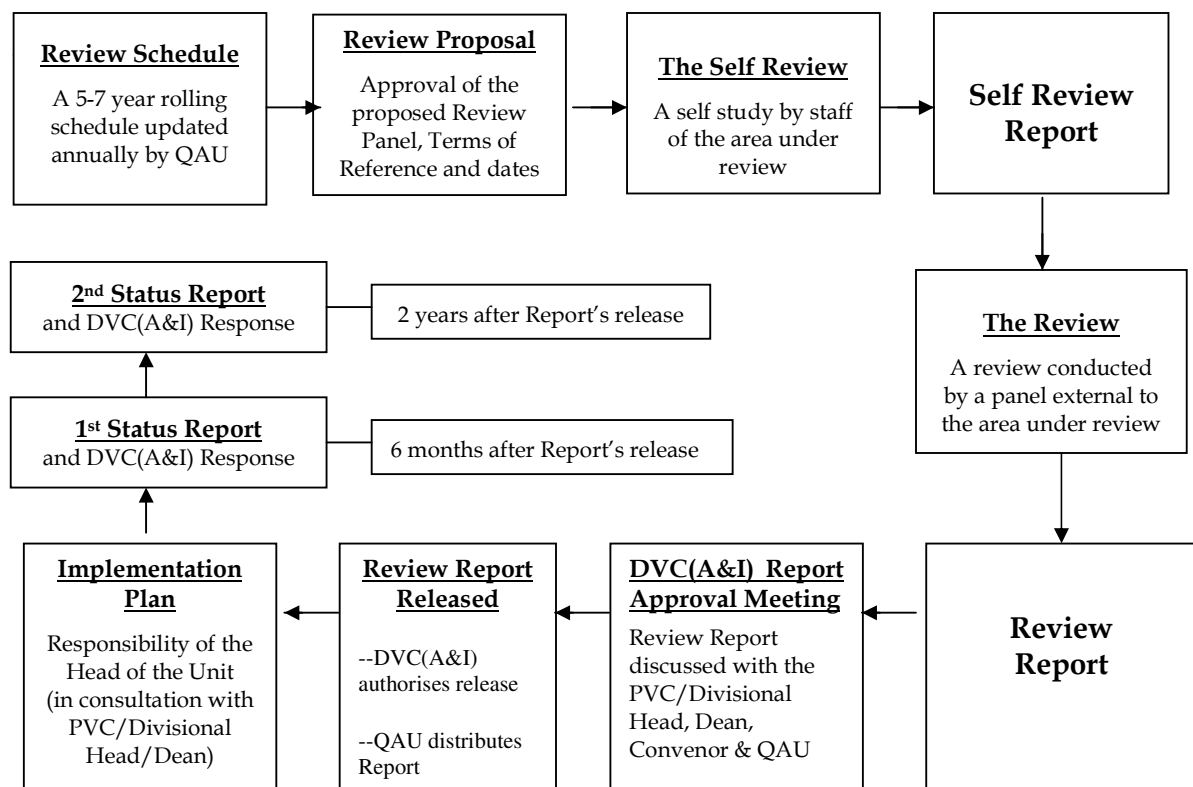 Review Schedule
A 5-7 year rolling
schedule updated
annually by QAU
Review Proposal
Approval of the
proposed Review
Panel, Terms of
Reference and dates
The Self Review
A self study by staff
of the area under
review
Self Review
Report
The Review
A review conducted
by a panel external to
the area under review
Review
Report
DVC(A&I) Report
Approval Meeting
Review Report
discussed with the
PVC/Divisional
Head, Dean,
Convenor & QAU
Review Report
Released
--DVC(A&I)
authorises release
--QAU distributes
Report
Implementation
Plan
Responsibility of the
Head of the Unit
(in consultation with
PVC/Divisional
Head/Dean)
1st Status Report
and DVC(A&I) Response
6 months after Report’s release
2nd Status Report
and DVC(A&I) Response
2 years after Report’s release